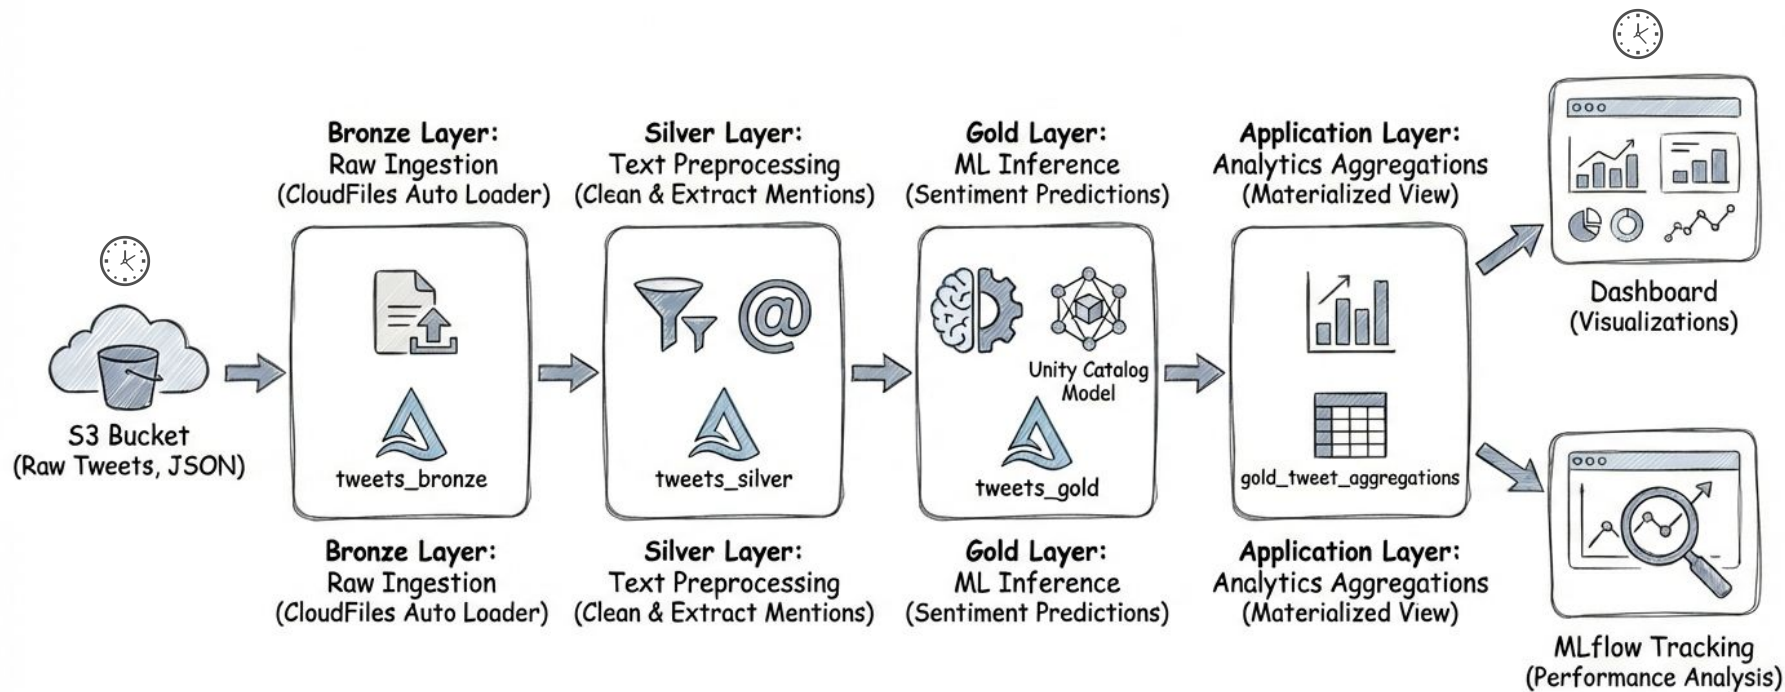 Bronze Layer:
Raw Ingestion
(CloudFiles Auto Loader)
Silver Layer:
Text Preprocessing
(Clean & Extract Mentions)
Gold Layer:
ML Inference
(Sentiment Predictions)
Application Layer:
Analytics Aggregations
(Materialized View)
S3 Bucket
(Raw Tweets, JSON)
tweets_bronze
tweets_silver
Unity Catalog
Model
tweets_gold
gold_tweet_aggregations
Dashboard
(Visualizations)
Bronze Layer:
Raw Ingestion
(CloudFiles Auto Loader)
Silver Layer:
Text Preprocessing
(Clean & Extract Mentions)
Gold Layer:
ML Inference
(Sentiment Predictions)
Application Layer:
Analytics Aggregations
(Materialized View)
MLflow Tracking
(Performance Analysis)